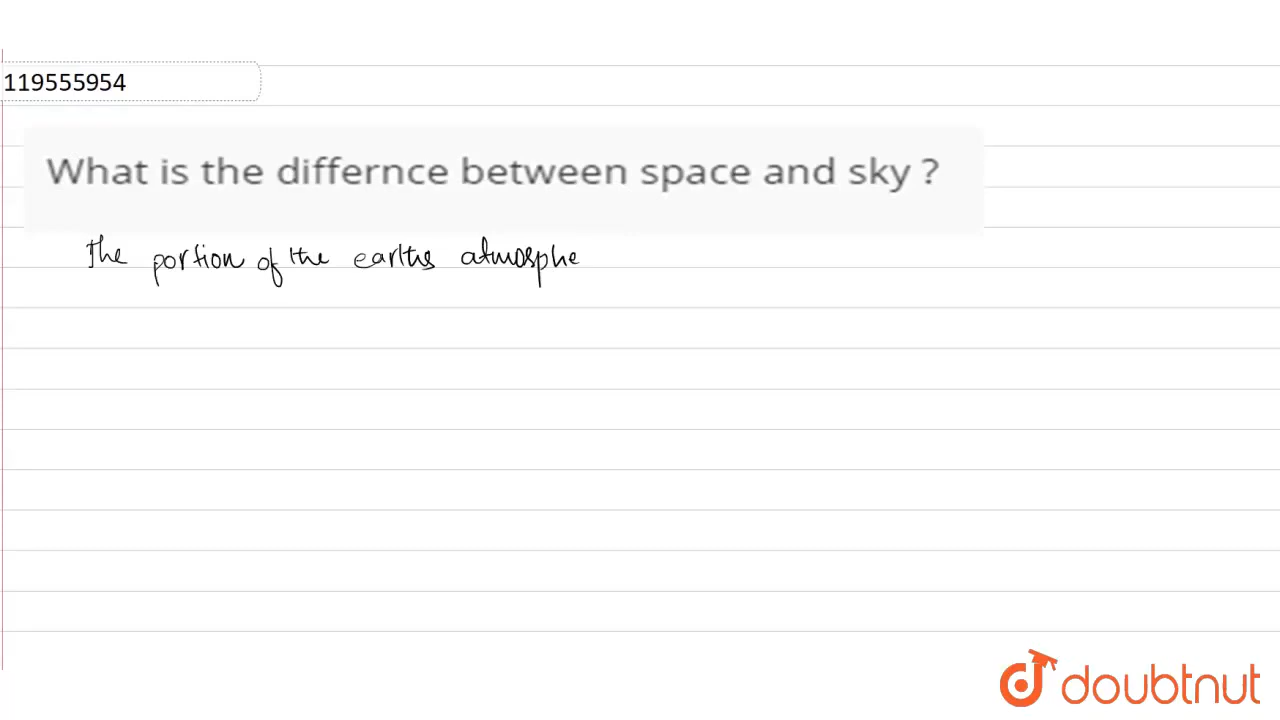 119555954
What is the differnce between space and sky ?
The portion of the earths atmosphe
doubtnut